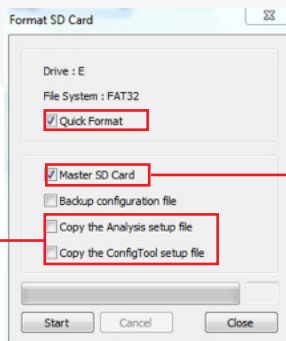 Format SD Card
Drive : E
File System : FAT32
Quick Format
Master SD Card
Backup configuration file
Copy the Analysis setup file
Copy the ConfigTool setup file
Start Cancel Close